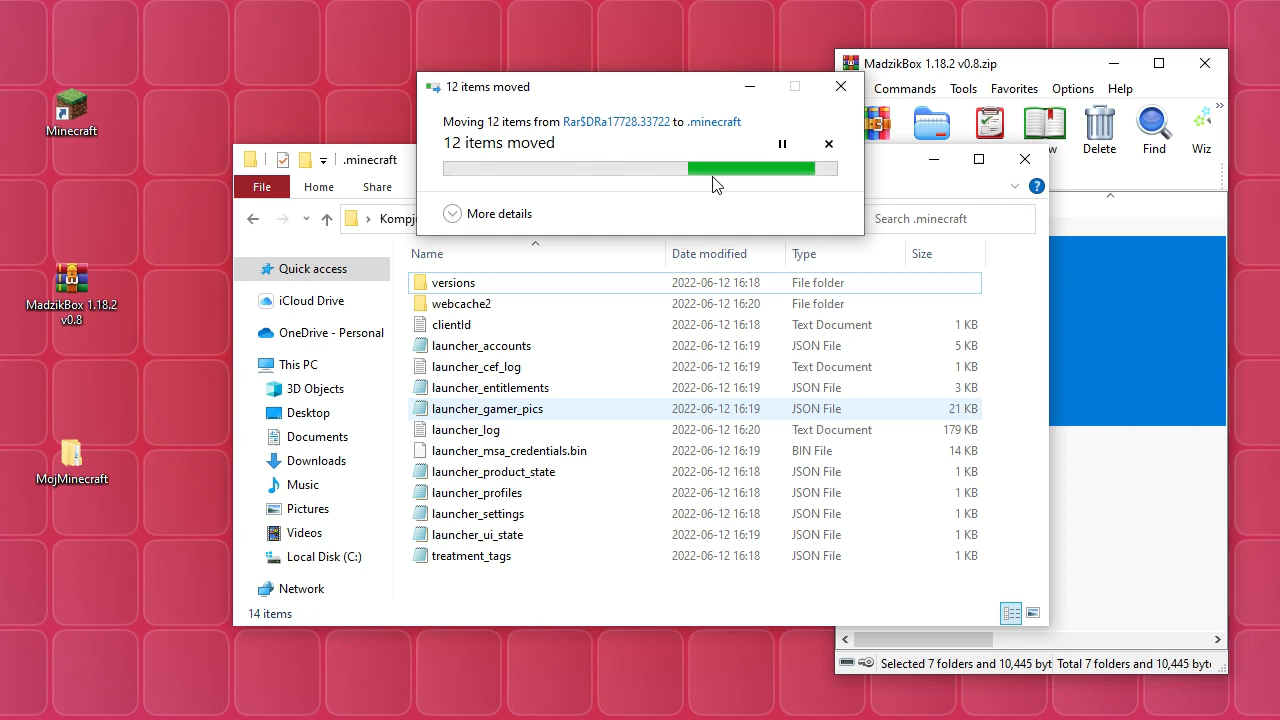 Minecraft
MadzikBox 1.18.2
v0.8
MojMinecraft
MadzikBox 1.18.2 v0.8.zip
Commands Tools Favorites Options Help
Delete Find Wiz
»
12 items moved
Moving 12 items from Rar$DRa17728.33722 to .minecraft
12 items moved
More details
.minecraft
File Home Share
Search .minecraft
Name Date modified Type Size
Quick access
iCloud Drive
OneDrive - Personal
This PC
3D Objects
Desktop
Documents
Downloads
Music
Pictures
Videos
Local Disk (C:)
Network
versions 2022-06-12 16:18 File folder
webcache2 2022-06-12 16:20 File folder
clientId 2022-06-12 16:18 Text Document 1 KB
launcher_accounts 2022-06-12 16:19 JSON File 5 KB
launcher_cef_log 2022-06-12 16:19 Text Document 1 KB
launcher_entitlements 2022-06-12 16:19 JSON File 3 KB
launcher_gamer_pics 2022-06-12 16:19 JSON File 21 KB
launcher_log 2022-06-12 16:20 Text Document 179 KB
launcher_msa_credentials.bin 2022-06-12 16:19 BIN File 14 KB
launcher_product_state 2022-06-12 16:18 JSON File 1 KB
launcher_profiles 2022-06-12 16:18 JSON File 1 KB
launcher_settings 2022-06-12 16:18 JSON File 1 KB
launcher_ui_state 2022-06-12 16:19 JSON File 1 KB
treatment_tags 2022-06-12 16:18 JSON File 1 KB
14 items
Selected 7 folders and 10,445 byt Total 7 folders and 10,445 byt